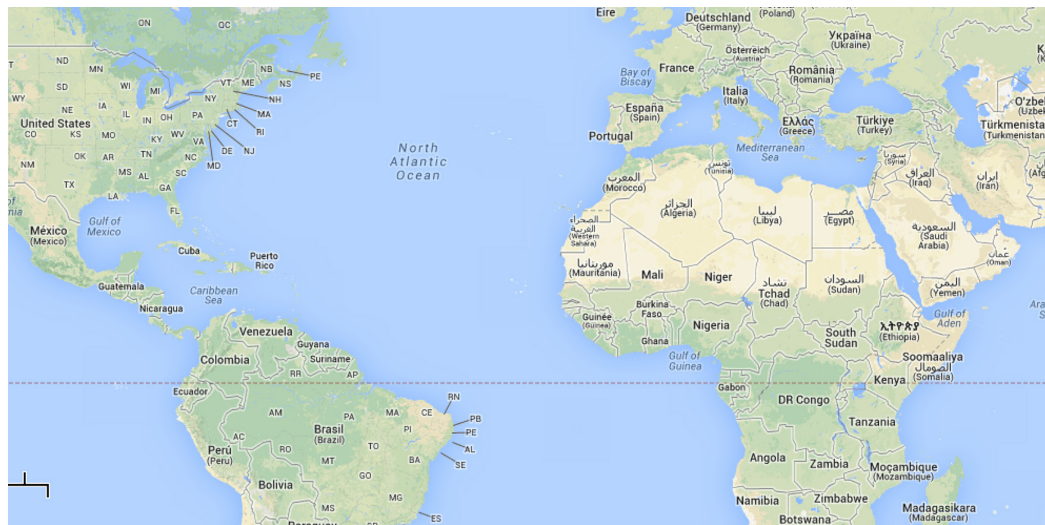 ON
QC
Eire
Deutschland
(Germany)
(Poland)
Україна
(Ukraine)
ND
MN
NB
PE
VT
ME
NS
Österreich
(Austria)
WI
MI
SD
WY
NY
NH
Bay of
Biscay
France
România
(Romania)
IA
MA
NE
PA
CT
IL
IN
OH
RI
España
(Spain)
Italia
(Italy)
Ελλάς
(Greece)
Türkiye
(Turkey)
United States
CO
KS
MO
KY
WV
VA
NJ
DE
MD
Portugal
Mediterranean
Sea
North
Atlantic
Ocean
OK
AR
TN
NC
NM
MS
AL
SC
TX
GA
LA
FL
تونس
(Tunisia)
سوريا
(Syria)
العراق
(Iraq)
ایران
(Iran)
المغرب
(Morocco)
الجزائر
(Algeria)
ليبيا
(Libya)
مصر
(Egypt)
السعودية
(Saudi
Arabia)
Gulf of
Mexico
México
(Mexico)
الصحراء
الغربية
(Western
Sahara)
Cuba
Puerto
Rico
عمان
(Oman)
موريتانيا
(Mauritania)
Mali
Niger
تشاد
Tchad
(Chad)
السودان
(Sudan)
اليمن
(Yemen)
Guatemala
Caribbean
Sea
Nicaragua
Burkina
Faso
Guinée
(Guinea)
Nigeria
Gulf of
Aden
Venezuela
Guyana
Suriname
Ghana
South
Sudan
ኢትዮጵያ
(Ethiopia)
Colombia
Gulf of
Guinea
Soomaaliya
الصومال
(Somalia)
RR
AP
Ecuador
Gabon
Kenya
RN
DR Congo
AM
PA
MA
CE
PB
Brasil
(Brazil)
PI
PE
Tanzania
AC
TO
AL
Perú
(Peru)
RO
MT
BA
SE
Angola
Zambia
Moçambique
(Mozambique)
GO
Bolivia
MG
MS
ES
Namibia
Zimbabwe
Botswana
Madagasikara
(Madagascar)